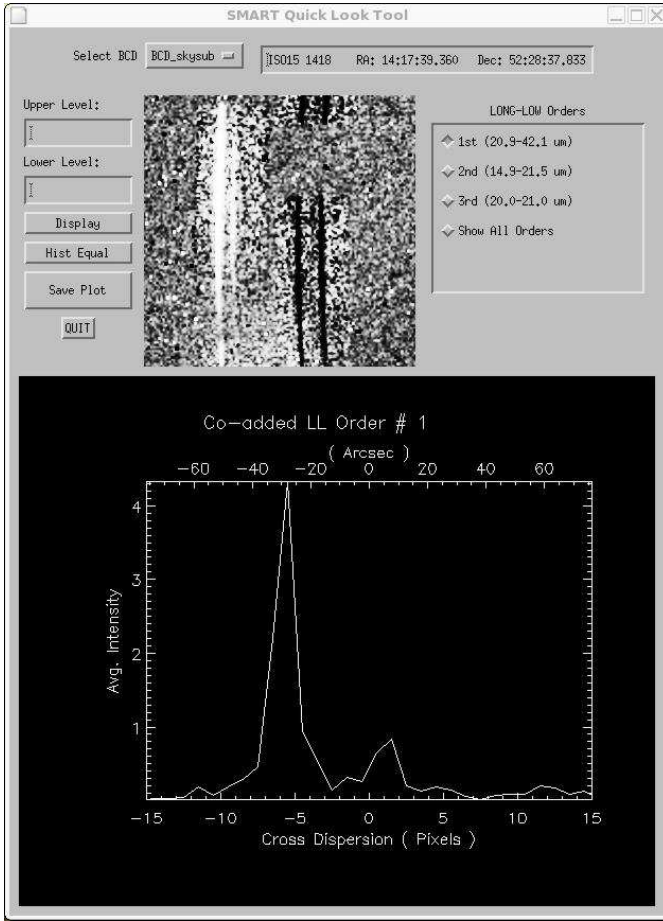 SMART Quick Look Tool
Select BCD BCD_skysub ISO15 1418 RA: 14:17:39.360 Dec: 52:28:37.833
Upper Level:
Lower Level:
Display
Hist Equal
Save Plot
QUIT
LONG-LOW Orders
1st (20.9-42.1 um)
2nd (14.9-21.5 um)
3rd (20.0-21.0 um)
Show All Orders
Co-added LL Order # 1
( Arcsec )
-60 -40 -20 0 20 40 60
4
3
2
1
Avg. Intensity
-15 -10 -5 0 5 10 15
Cross Dispersion ( Pixels )